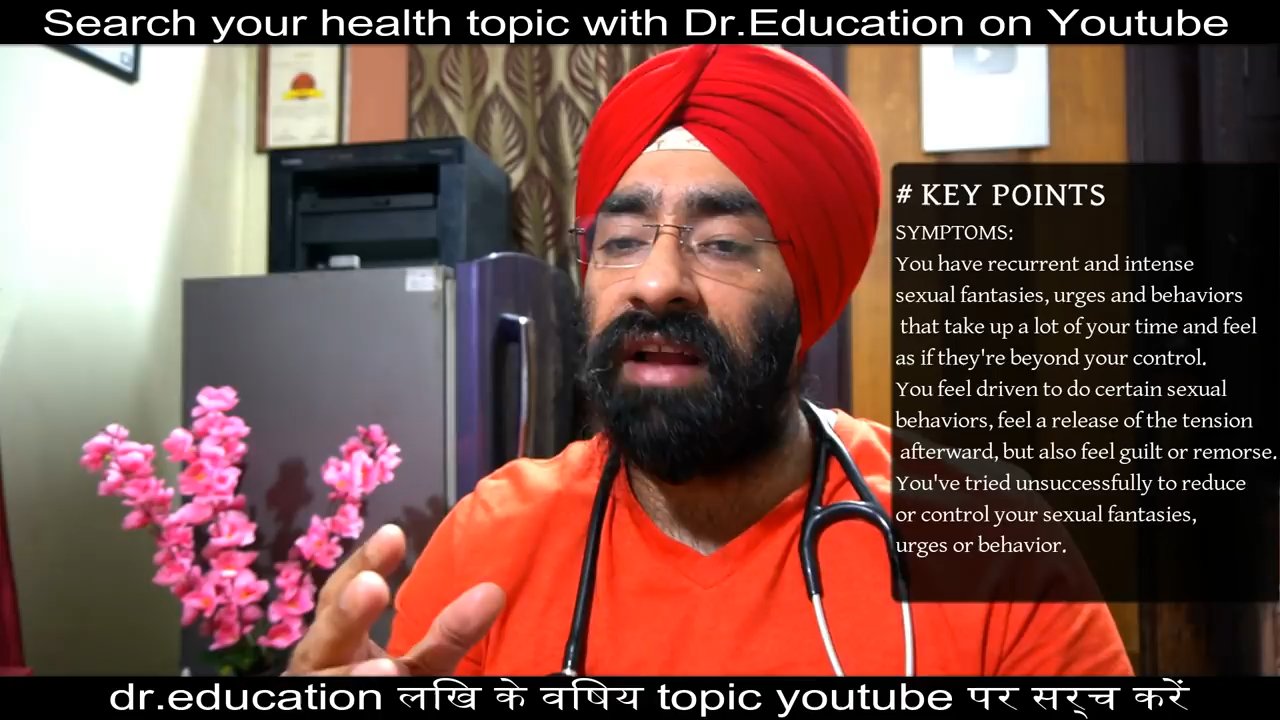 Search your health topic with Dr.Education on Youtube
# KEY POINTS
SYMPTOMS:
You have recurrent and intense
sexual fantasies, urges and behaviors
that take up a lot of your time and feel
as if they're beyond your control.
You feel driven to do certain sexual
behaviors, feel a release of the tension
afterward, but also feel guilt or remorse.
You've tried unsuccessfully to reduce
or control your sexual fantasies,
urges or behavior.
dr.education लखि के वषिय topic youtube पर सर्च करें